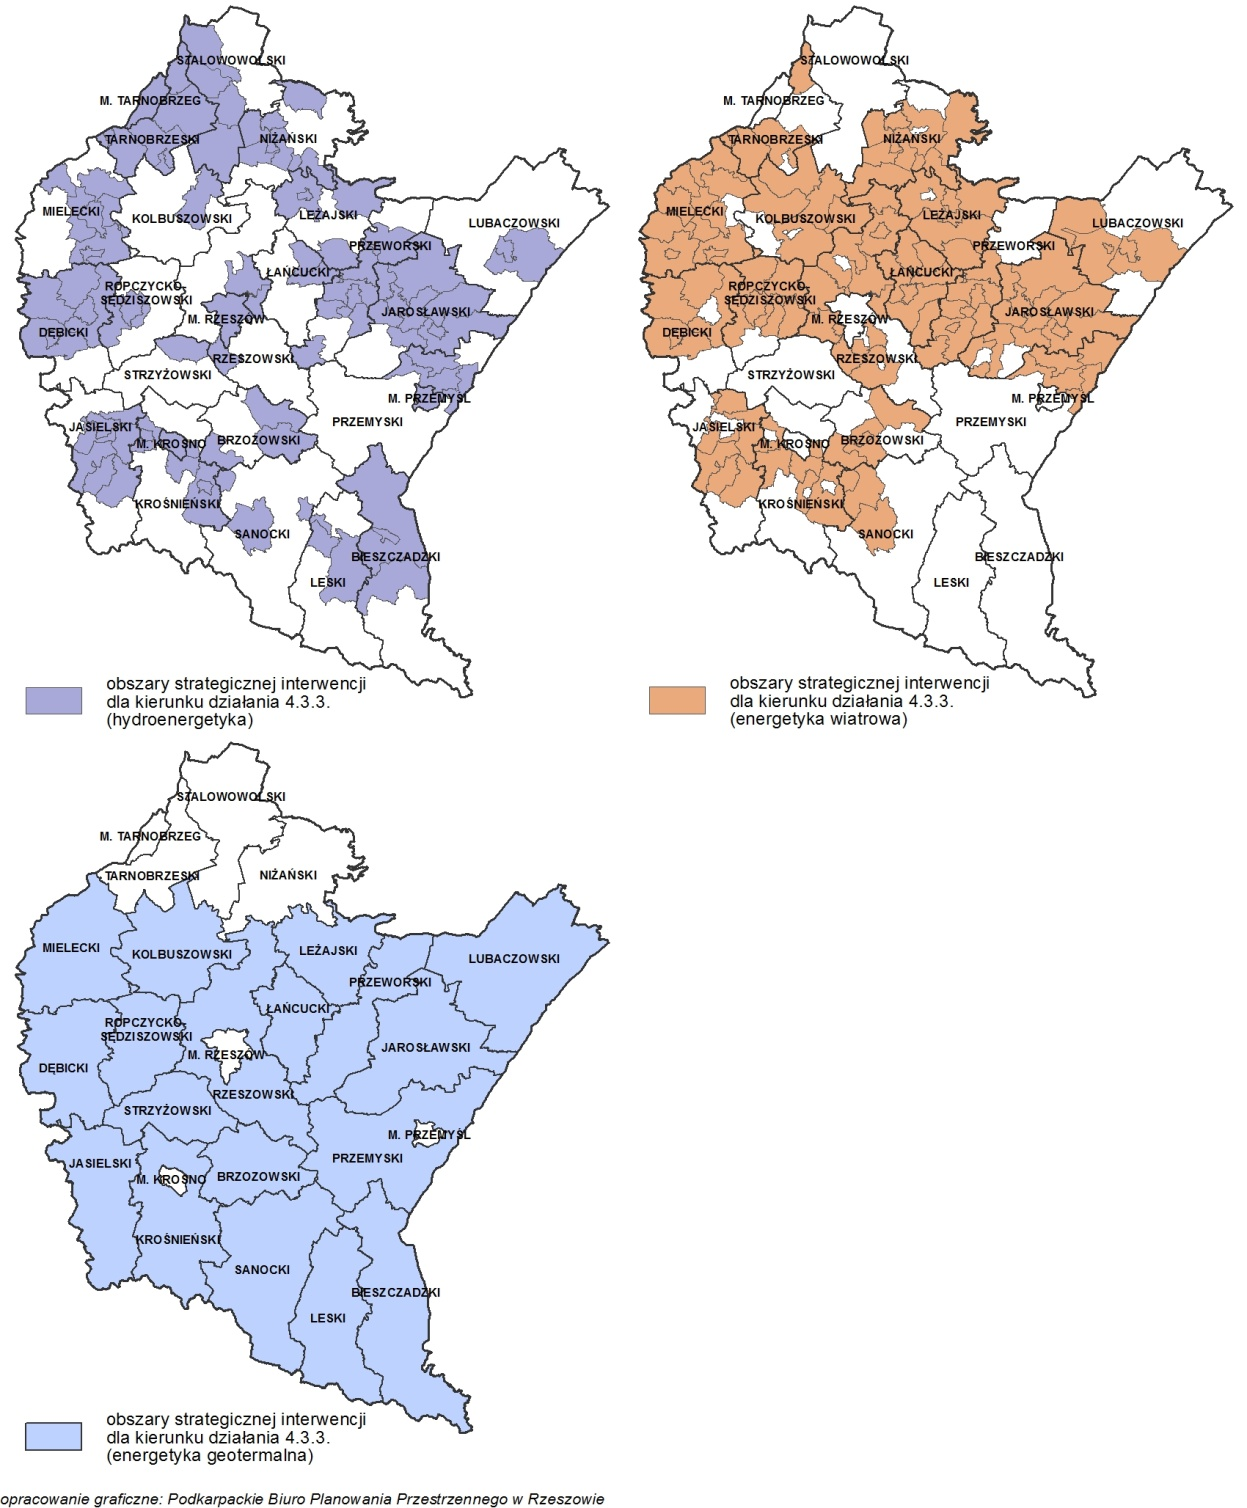 STALOWOWOLSKI
M. TARNOBRZEG
TARNOBRZESKI
NIŻAŃSKI
MIELECKI
KOLBUSZOWSKI
LEŻAJSKI
LUBACZOWSKI
PRZEWORSKI
ŁAŃCUCKI
ROPCZYCKO-
SĘDZISZOWSKI
JAROSŁAWSKI
M. RZESZÓW
DĘBICKI
RZESZOWSKI
STRZYŻOWSKI
M. PRZEMYŚL
PRZEMYSKI
JASIELSKI
M. KROSNO
BRZOZOWSKI
KROŚNIEŃSKI
SANOCKI
BIESZCZADZKI
LESKI
obszary strategicznej interwencji
dla kierunku działania 4.3.3.
(hydroenergetyka)
STALOWOWOLSKI
M. TARNOBRZEG
TARNOBRZESKI
NIŻAŃSKI
MIELECKI
KOLBUSZOWSKI
LEŻAJSKI
LUBACZOWSKI
PRZEWORSKI
ŁAŃCUCKI
ROPCZYCKO-
SĘDZISZOWSKI
JAROSŁAWSKI
M. RZESZÓW
DĘBICKI
RZESZOWSKI
STRZYŻOWSKI
M. PRZEMYŚL
PRZEMYSKI
JASIELSKI
M. KROSNO
BRZOZOWSKI
KROŚNIEŃSKI
SANOCKI
BIESZCZADZKI
LESKI
obszary strategicznej interwencji
dla kierunku działania 4.3.3.
(energetyka wiatrowa)
STALOWOWOLSKI
M. TARNOBRZEG
TARNOBRZESKI
NIŻAŃSKI
MIELECKI
KOLBUSZOWSKI
LEŻAJSKI
LUBACZOWSKI
PRZEWORSKI
ŁAŃCUCKI
ROPCZYCKO-
SĘDZISZOWSKI
JAROSŁAWSKI
M. RZESZÓW
DĘBICKI
RZESZOWSKI
STRZYŻOWSKI
M. PRZEMYŚL
PRZEMYSKI
JASIELSKI
M. KROSNO
BRZOZOWSKI
KROŚNIEŃSKI
SANOCKI
BIESZCZADZKI
LESKI
obszary strategicznej interwencji
dla kierunku działania 4.3.3.
(energetyka geotermalna)
opracowanie graficzne: Podkarpackie Biuro Planowania Przestrzennego w Rzeszowie